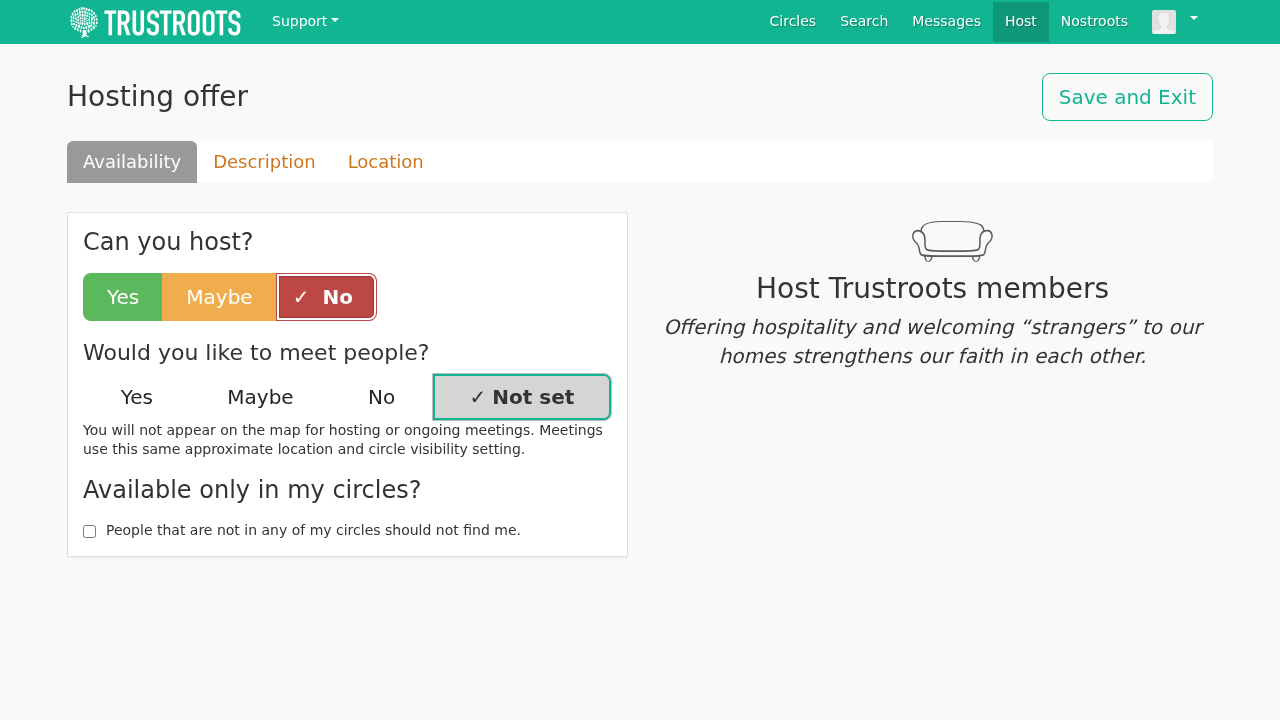 TRUSTROOTS
Support
Circles
Search
Messages
Host
Nostroots
Hosting offer
Save and Exit
Availability
Description
Location
Can you host?
Yes
Maybe
✓ No
Would you like to meet people?
Yes
Maybe
No
✓ Not set
You will not appear on the map for hosting or ongoing meetings. Meetings
use this same approximate location and circle visibility setting.
Available only in my circles?
People that are not in any of my circles should not find me.
Host Trustroots members
Offering hospitality and welcoming “strangers” to our
homes strengthens our faith in each other.